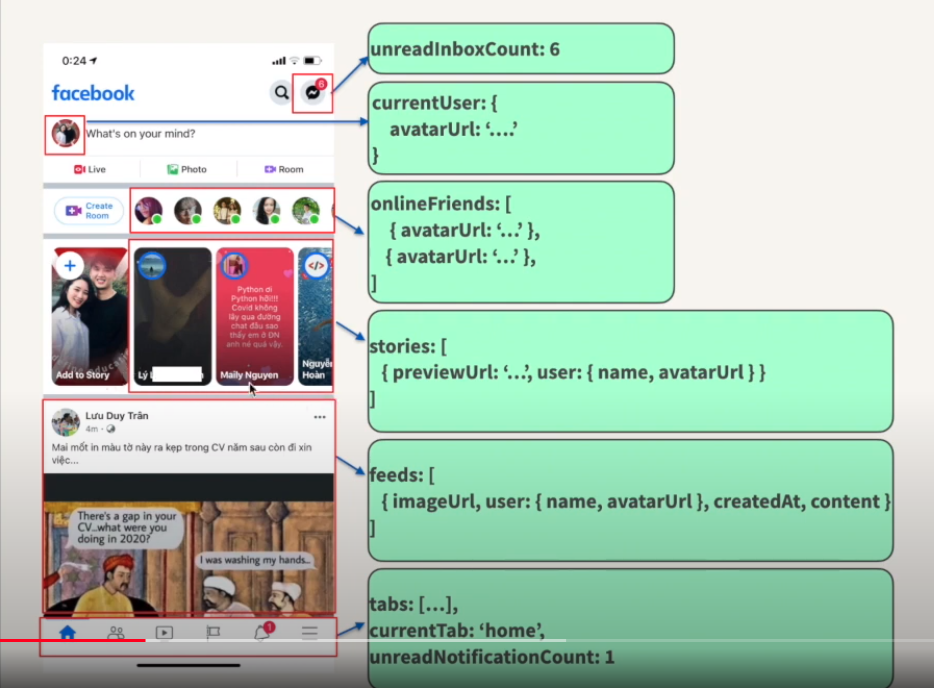 0:24
facebook
6
What's on your mind?
Live
Photo
Room
Create
Room
Add to Story
Lý L
Python di
Python hỡi!!!
Covid không
lây qua đường
chat đâu sao
thấy em ở ĐN
anh né quá vậy.
Maily Nguyen
</>
Nguyễn
Hoàn
Lưu Duy Trân
4m
Mai mốt in màu tờ này ra kẹp trong CV năm sau còn đi xin
việc...
There's a gap in your
CV...what were you
doing in 2020?
I was washing my hands..
1
unreadInboxCount: 6
currentUser: {
avatarUrl: ‘....’
}
onlineFriends: [
{ avatarUrl: ‘...’ },
{ avatarUrl: ‘...’ },
]
stories: [
{ previewUrl: ‘...’, user: { name, avatarUrl } }
]
feeds: [
{ imageUrl, user: { name, avatarUrl }, createdAt, content }
]
tabs: [...],
currentTab: ‘home’,
unreadNotificationCount: 1